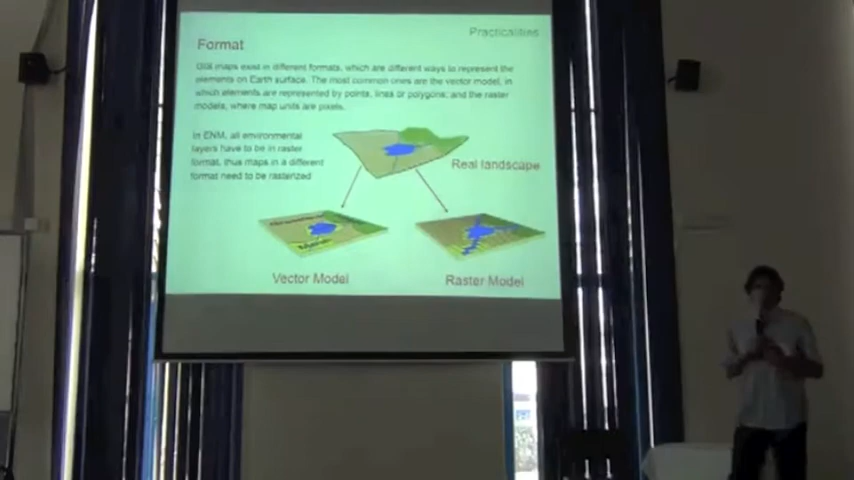 Practicalities
Format
GIS maps exist in different formats, which are different ways to represent the
elements on Earth surface. The most common ones are the vector model, in
which elements are represented by points, lines or polygons; and the raster
models, where map units are pixels.
In ENM, all environmental
layers have to be in raster
format, thus maps in a different
format need to be rasterized
Real landscape
Vector Model
Raster Model